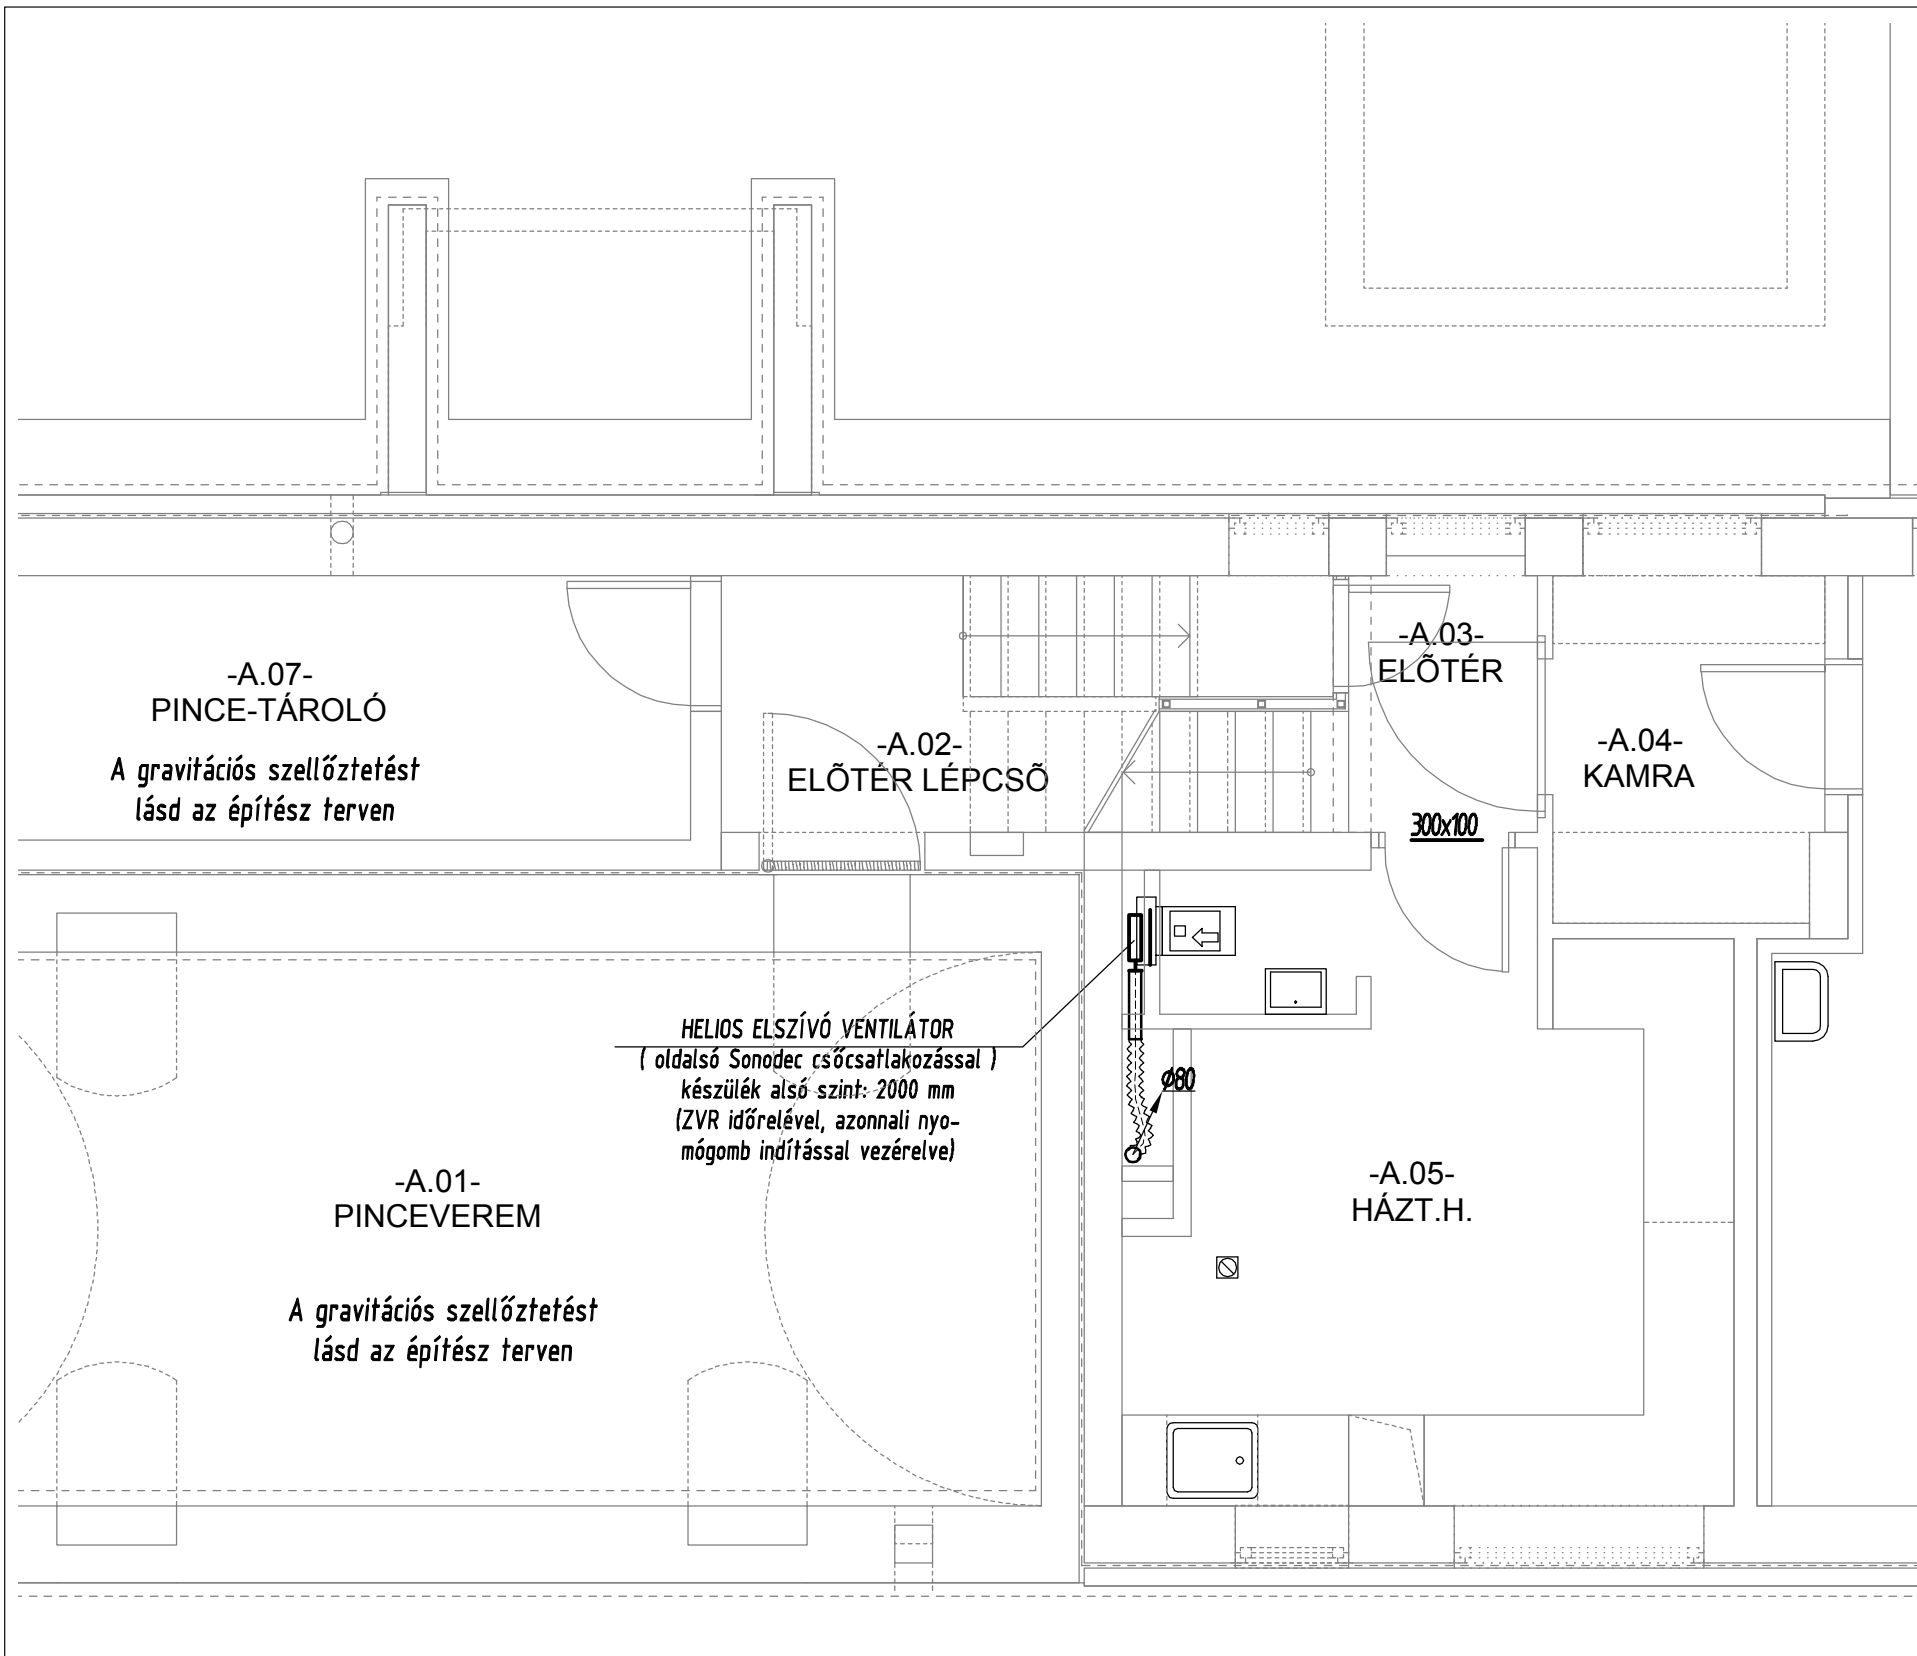 -A.03-
ELÕTÉR
-A.07-
PINCE-TÁROLÓ
A gravitációs szellőztetést
lásd az építész terven
-A.02-
ELÕTÉR LÉPCSÕ
-A.04-
KAMRA
300x100
HELIOS ELSZÍVÓ VENTILÁTOR
( oldalsó Sonodec csőcsatlakozással )
készülék alsó szint: 2000 mm
(ZVR időrelével, azonnali nyo-
mógomb indítással vezérelve)
Ø80
-A.01-
PINCEVEREM
-A.05-
HÁZT.H.
A gravitációs szellőztetést
lásd az építész terven